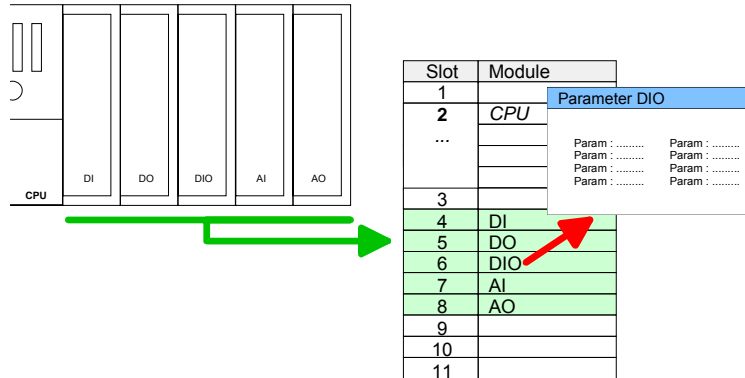 CPU
DI
DO
DIO
AI
AO
Slot Module
1
2 CPU
...
3
4 DI
5 DO
6 DIO
7 AI
8 AO
9
10
11
Parameter DIO
Param : ......... Param : .........
Param : ......... Param : .........
Param : ......... Param : .........
Param : ......... Param : .........